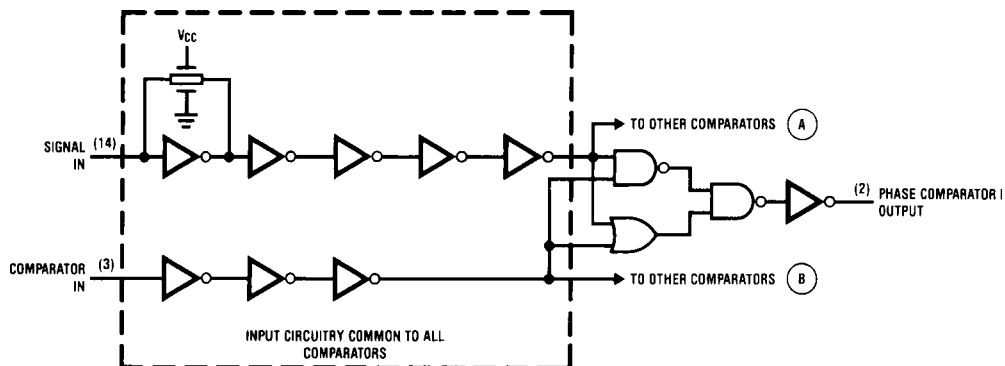 VCC
SIGNAL (14)
IN
TO OTHER COMPARATORS A
(2) PHASE COMPARATOR I
OUTPUT
COMPARATOR (3)
IN
TO OTHER COMPARATORS B
INPUT CIRCUITRY COMMON TO ALL
COMPARATORS